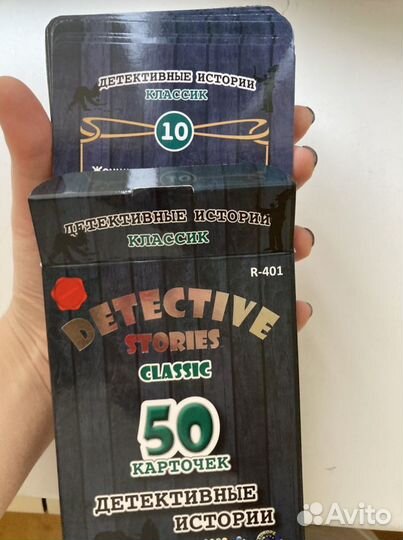 ДЕТЕКТИВНЫЕ ИСТОРИИ
КЛАССИК
10
ДЕТЕКТИВНЫЕ ИСТОРИИ
КЛАССИК
R-401
DETECTIVE
STORIES
CLASSIC
50
КАРТОЧЕК
ДЕТЕКТИВНЫЕ
ИСТОРИИ
Avito